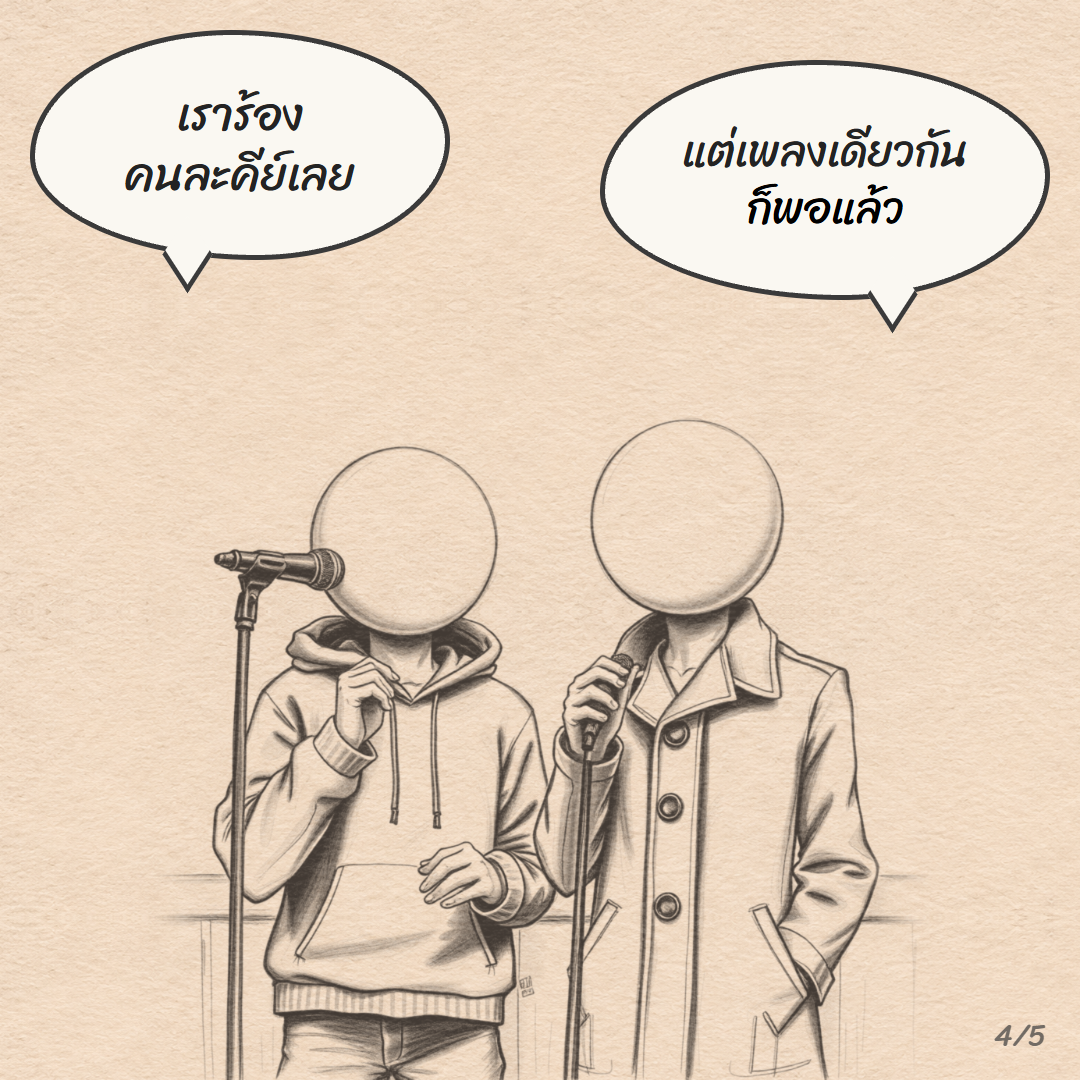 เราร้อง
คนละคีย์เลย
แต่เพลงเดียวกัน
ก็พอแล้ว
4/5